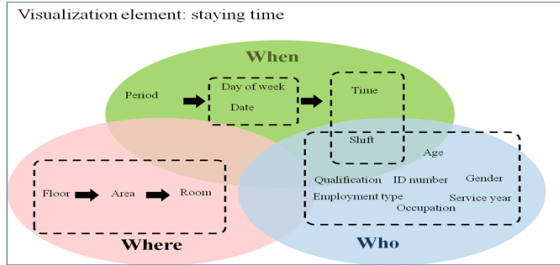 Visualization element: staying time
When
Period
Day of week
Date
Time
Shift
Age
Qualification ID number Gender
Employment type Service year
Occupation
Floor Area Room
Where
Who